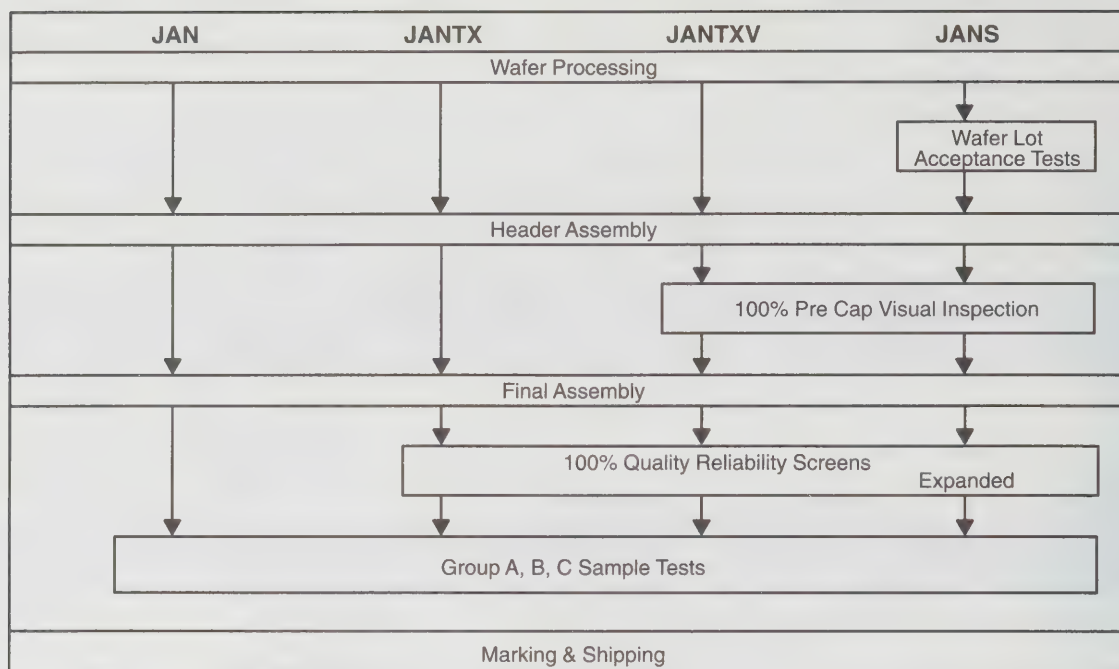 JAN JANTX JANTXV JANS
Wafer Processing
Wafer Lot
Acceptance Tests
Header Assembly
100% Pre Cap Visual Inspection
Final Assembly
100% Quality Reliability Screens
Expanded
Group A, B, C Sample Tests
Marking & Shipping